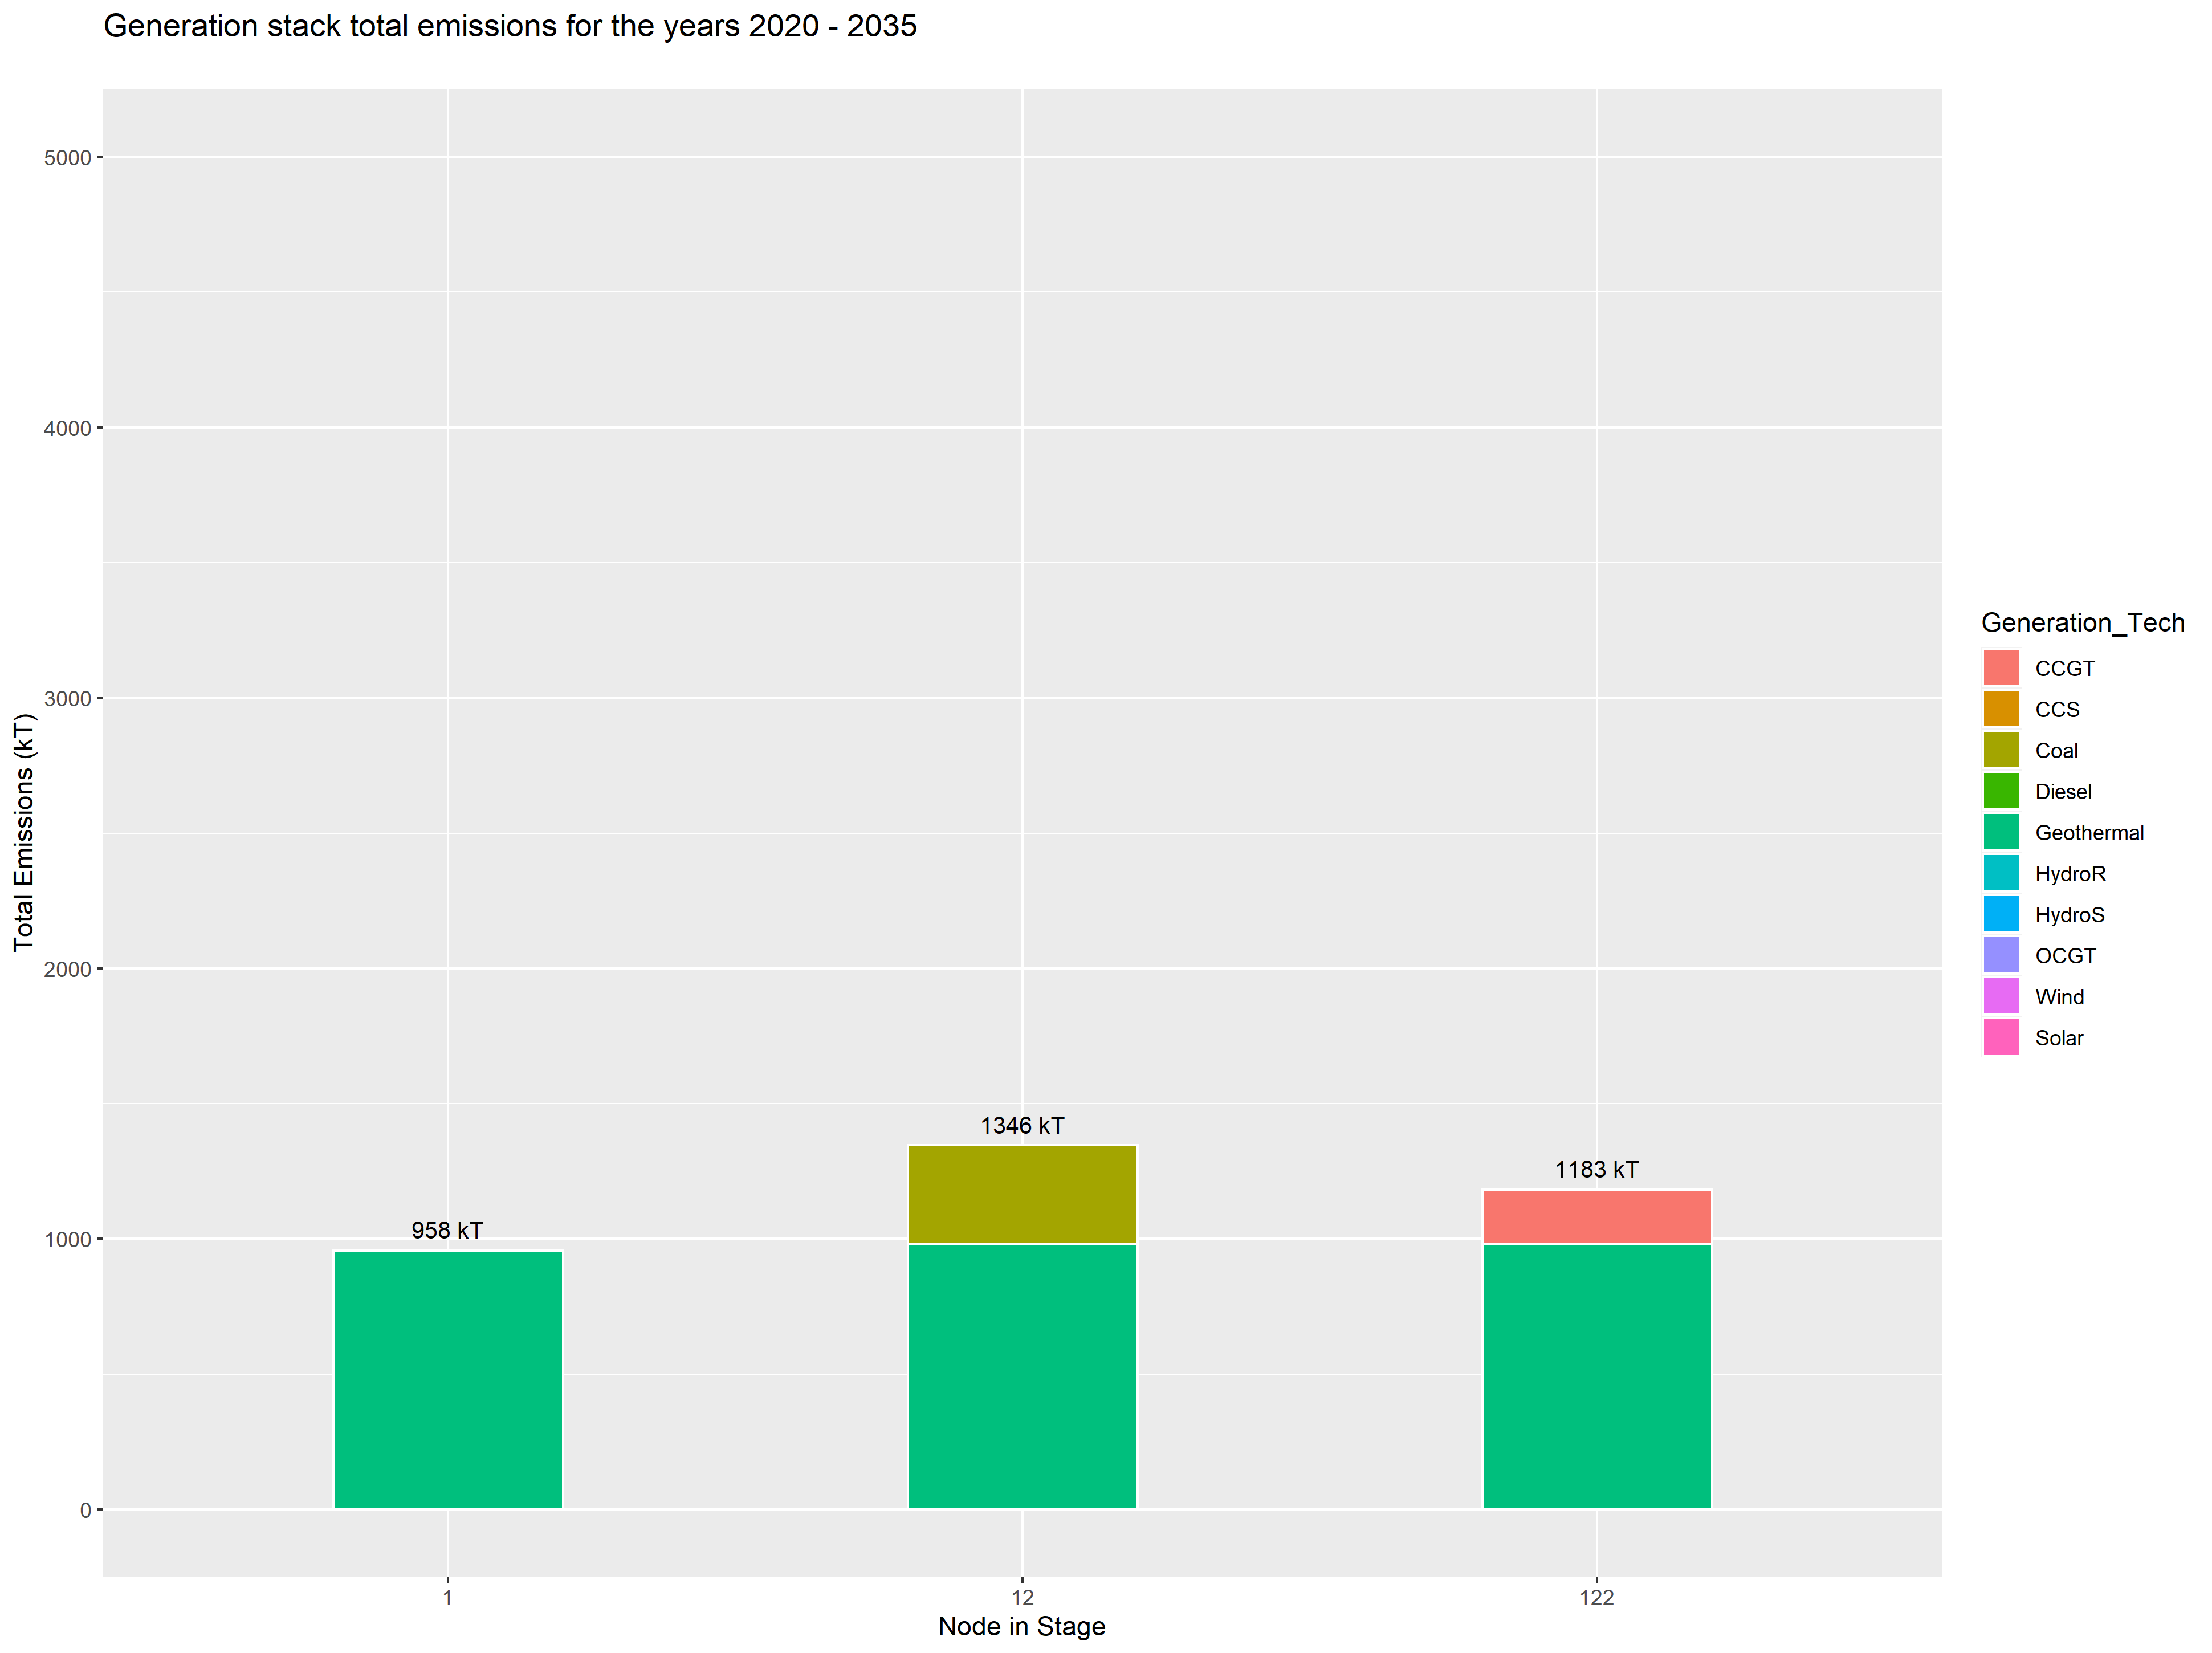 Generation stack total emissions for the years 2020 - 2035
5000
4000
3000
2000
1000
0
Total Emissions (kT)
958 kT
1346 kT
1183 kT
1
12
122
Node in Stage
Generation_Tech
CCGT
CCS
Coal
Diesel
Geothermal
HydroR
HydroS
OCGT
Wind
Solar